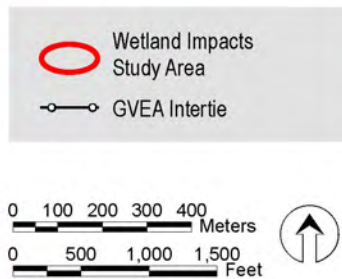 Wetland Impacts
Study Area
GVEA Intertie
0 100 200 300 400
Meters
0 500 1,000 1,500
Feet